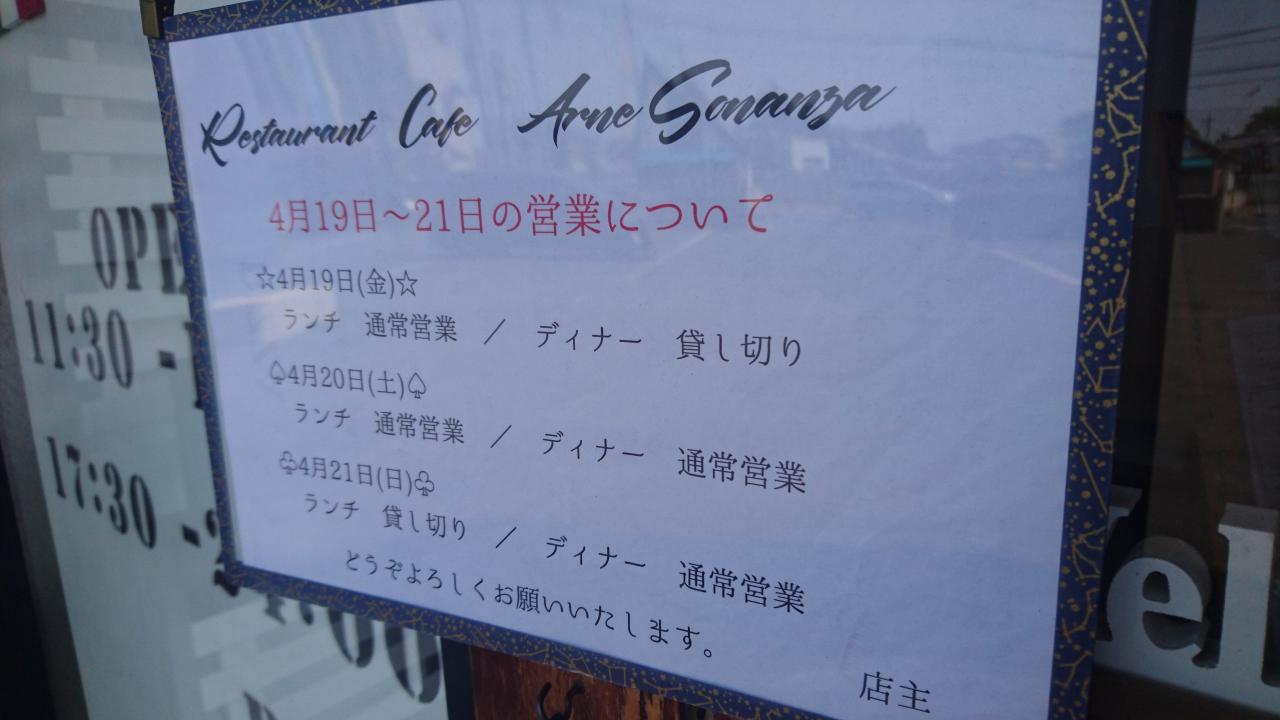 Restaurant Cafe Arne Sonanza
4月19日～21日の営業について
☆4月19日(金)☆
ランチ 通常営業 ／ ディナー 貸し切り
♤4月20日(土)♤
ランチ 通常営業 ／ ディナー 通常営業
♧4月21日(日)♧
ランチ 貸し切り ／ ディナー 通常営業
どうぞよろしくお願いいたします。
店主
11:30 -
17:30 -